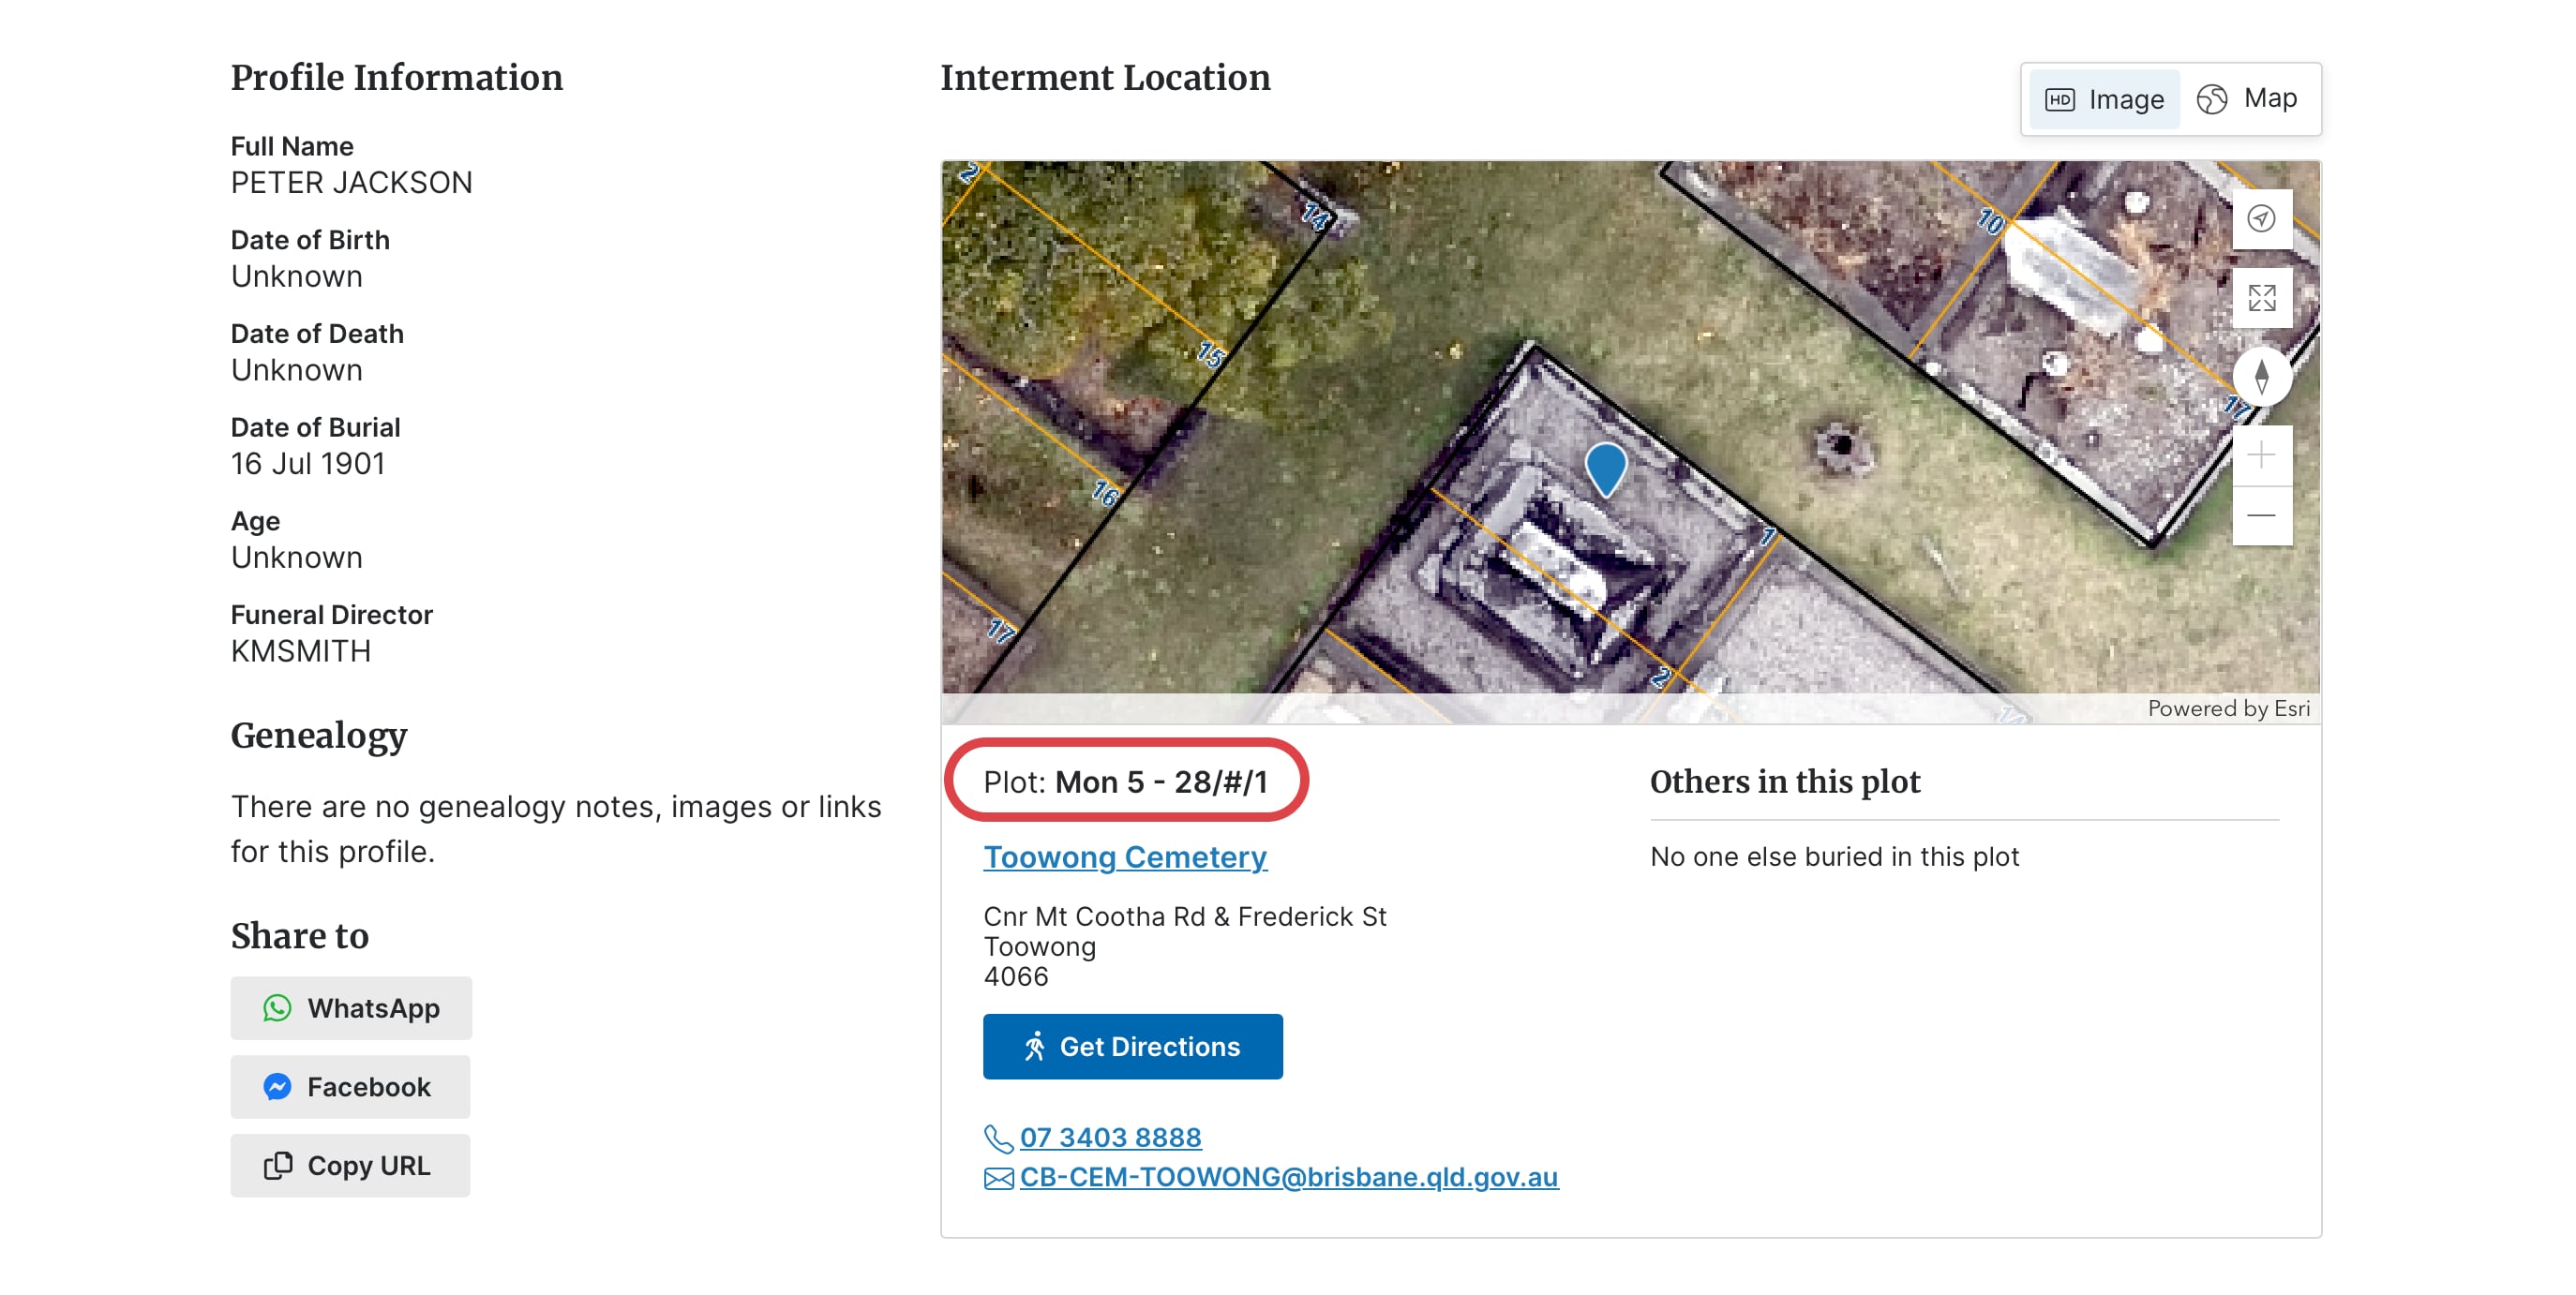 Profile Information
Full Name
PETER JACKSON
Date of Birth
Unknown
Date of Death
Unknown
Date of Burial
16 Jul 1901
Age
Unknown
Funeral Director
KMSMITH
Genealogy
There are no genealogy notes, images or links
for this profile.
Share to
WhatsApp
Facebook
Copy URL
Interment Location
HD Image
Map
2
14
15
16
17
10
17
1
2
14
Powered by Esri
Plot: Mon 5 - 28/#/1
Toowong Cemetery
Cnr Mt Cootha Rd & Frederick St
Toowong
4066
Get Directions
07 3403 8888
CB-CEM-TOOWONG@brisbane.qld.gov.au
Others in this plot
No one else buried in this plot